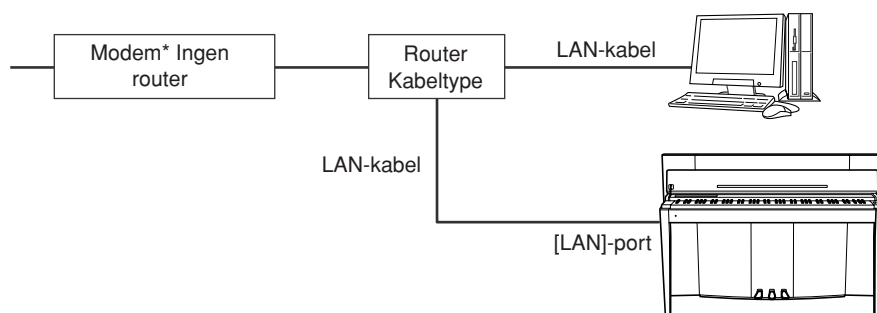 Modem* Ingen
router
Router
Kabeltype
LAN-kabel
LAN-kabel
[LAN]-port